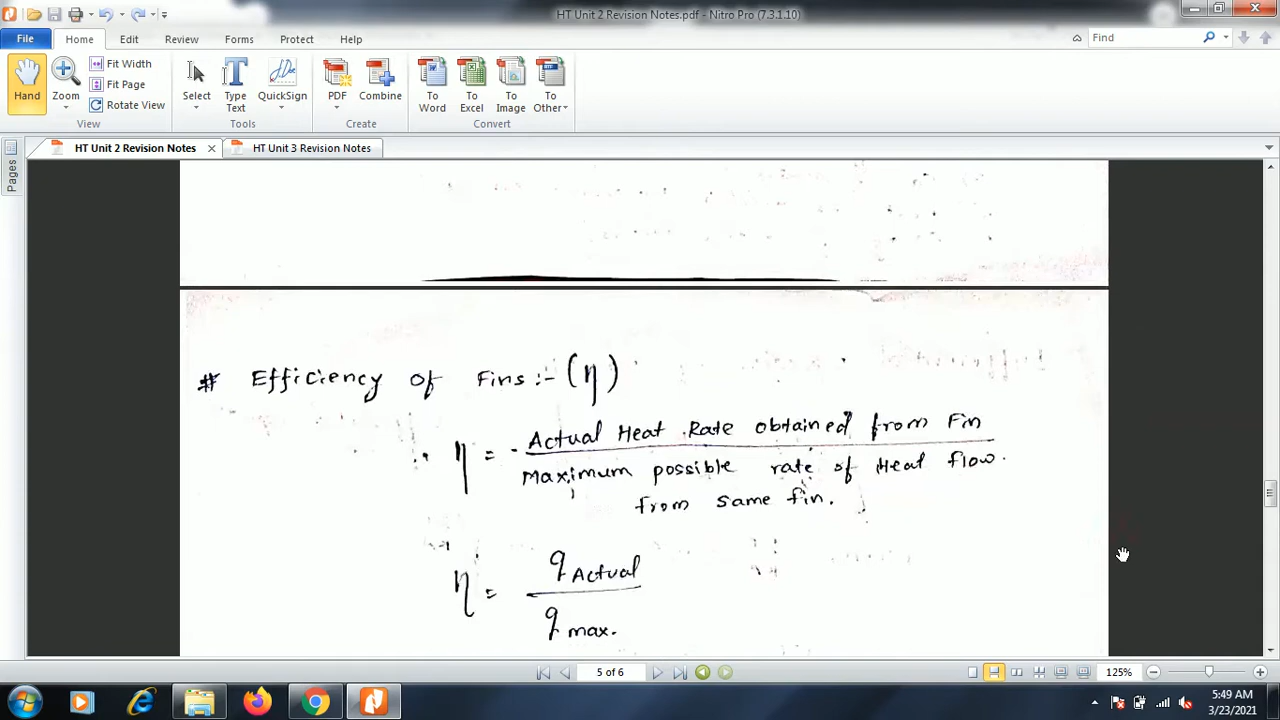 HT Unit 2 Revision Notes.pdf - Nitro Pro (7.3.1.10)
File Home Edit Review Forms Protect Help Find
Hand
Zoom
Fit Width
Fit Page
Rotate View
Select
Type Text
QuickSign
PDF
Combine
To Word
To Excel
To Image
To Other
View Tools Create Convert
HT Unit 2 Revision Notes HT Unit 3 Revision Notes
Pages
# Efficiency of Fins:- (η)
η = Actual Heat Rate obtained from Fin
Maximum possible rate of Heat flow
from same fin.
η = q Actual
q max.
5 of 6 125%
5:49 AM
3/23/2021